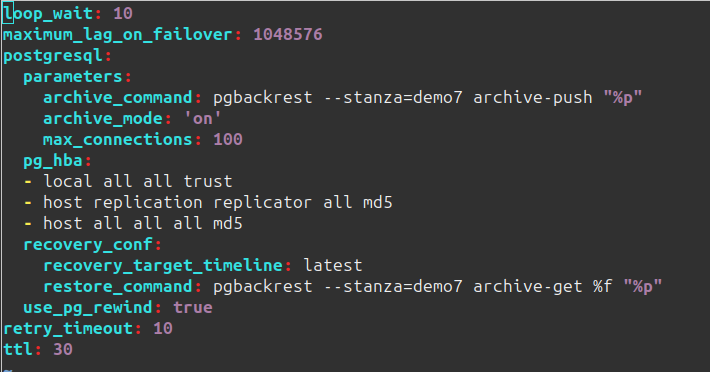 loop_wait: 10
maximum_lag_on_failover: 1048576
postgresql:
  parameters:
    archive_command: pgbackrest --stanza=demo7 archive-push "%p"
    archive_mode: 'on'
    max_connections: 100
  pg_hba:
  - local all all trust
  - host replication replicator all md5
  - host all all all md5
  recovery_conf:
    recovery_target_timeline: latest
    restore_command: pgbackrest --stanza=demo7 archive-get %f "%p"
  use_pg_rewind: true
retry_timeout: 10
ttl: 30
~